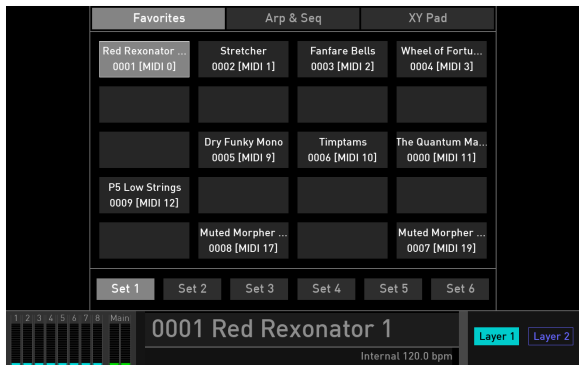 Favorites Arp & Seq XY Pad
Red Rexonator ... Stretcher Fanfare Bells Wheel of Fortu...
0001 [MIDI 0] 0002 [MIDI 1] 0003 [MIDI 2] 0004 [MIDI 3]
Dry Funky Mono Timptams The Quantum Ma...
0005 [MIDI 9] 0006 [MIDI 10] 0000 [MIDI 11]
P5 Low Strings
0009 [MIDI 12]
Muted Morpher ... Muted Morpher ...
0008 [MIDI 17] 0007 [MIDI 19]
Set 1 Set 2 Set 3 Set 4 Set 5 Set 6
1 2 3 4 5 6 7 8 Main
0001 Red Rexonator 1
Layer 1 Layer 2
Internal 120.0 bpm